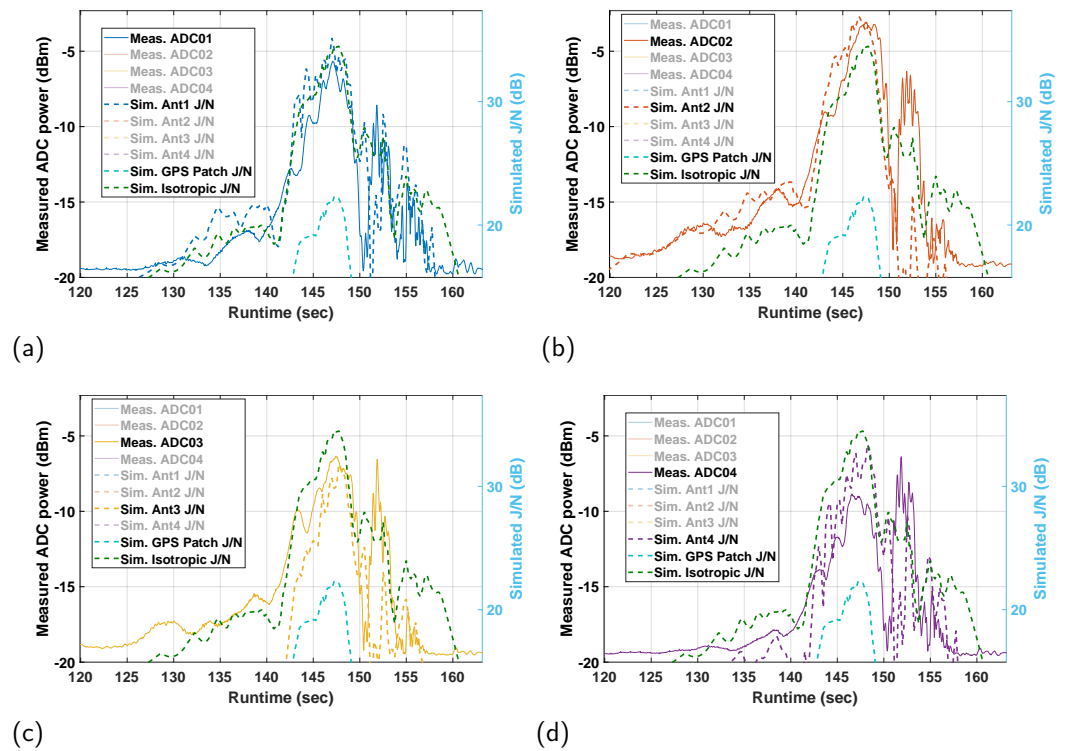 Meas. ADC01
Meas. ADC02
Meas. ADC03
Meas. ADC04
Sim. Ant1 J/N
Sim. Ant2 J/N
Sim. Ant3 J/N
Sim. Ant4 J/N
Sim. GPS Patch J/N
Sim. Isotropic J/N
Measured ADC power (dBm)
-5
-10
-15
-20
120 125 130 135 140 145 150 155 160
Runtime (sec)
30
20
Simulated J/N (dB)
(a)
Meas. ADC01
Meas. ADC02
Meas. ADC03
Meas. ADC04
Sim. Ant1 J/N
Sim. Ant2 J/N
Sim. Ant3 J/N
Sim. Ant4 J/N
Sim. GPS Patch J/N
Sim. Isotropic J/N
Measured ADC power (dBm)
-5
-10
-15
-20
120 125 130 135 140 145 150 155 160
Runtime (sec)
30
20
Simulated J/N (dB)
(b)
Meas. ADC01
Meas. ADC02
Meas. ADC03
Meas. ADC04
Sim. Ant1 J/N
Sim. Ant2 J/N
Sim. Ant3 J/N
Sim. Ant4 J/N
Sim. GPS Patch J/N
Sim. Isotropic J/N
Measured ADC power (dBm)
-5
-10
-15
-20
120 125 130 135 140 145 150 155 160
Runtime (sec)
30
20
Simulated J/N (dB)
(c)
Meas. ADC01
Meas. ADC02
Meas. ADC03
Meas. ADC04
Sim. Ant1 J/N
Sim. Ant2 J/N
Sim. Ant3 J/N
Sim. Ant4 J/N
Sim. GPS Patch J/N
Sim. Isotropic J/N
Measured ADC power (dBm)
-5
-10
-15
-20
120 125 130 135 140 145 150 155 160
Runtime (sec)
30
20
Simulated J/N (dB)
(d)